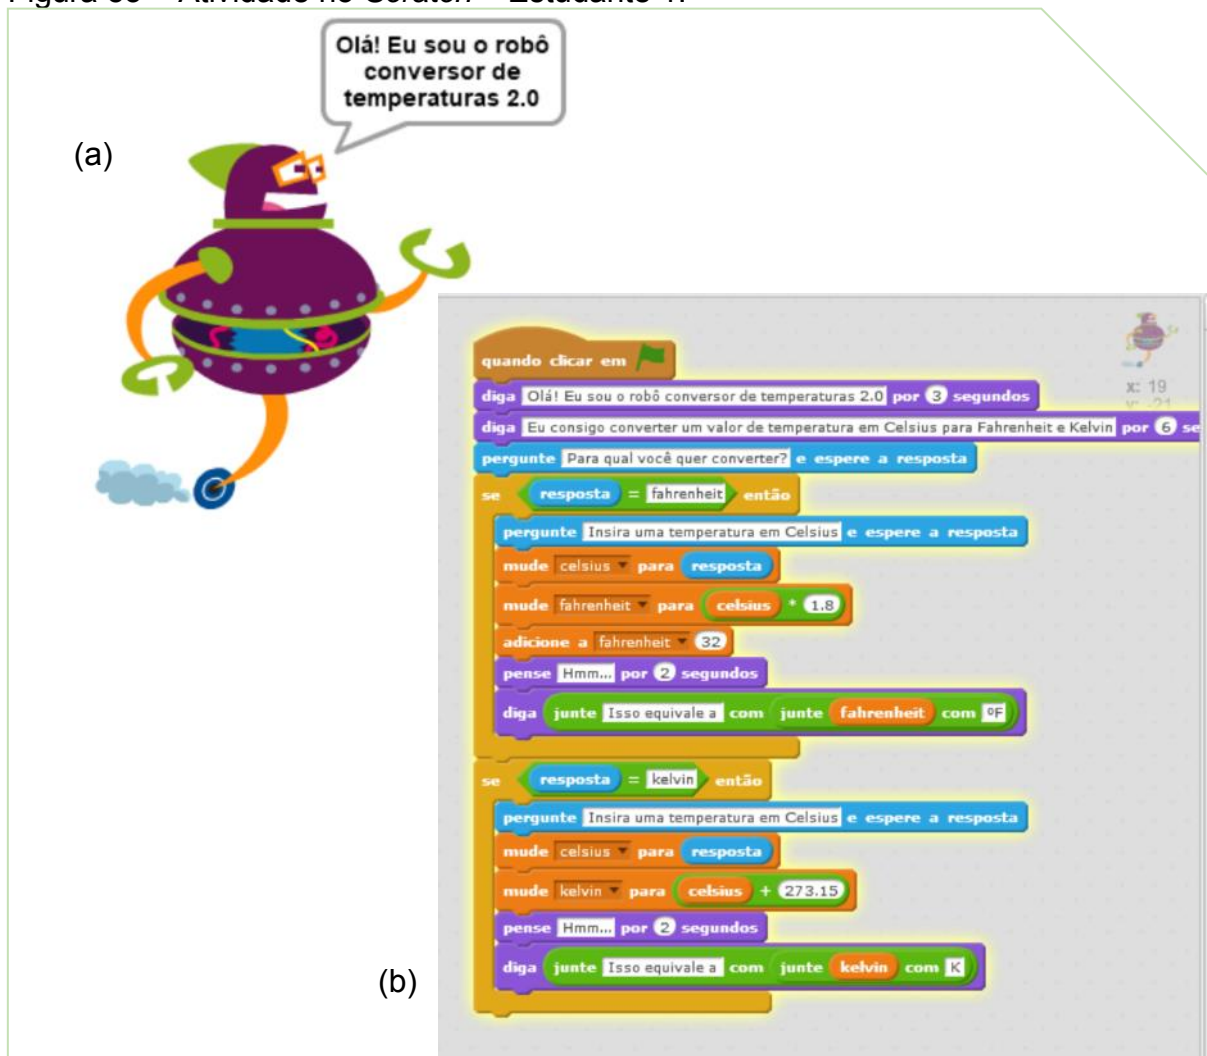 Olá! Eu sou o robô
conversor de
temperaturas 2.0
(a)
quando clicar em
x: 19
diga Olá! Eu sou o robô conversor de temperaturas 2.0 por 3 segundos
diga Eu consigo converter um valor de temperatura em Celsius para Fahrenheit e Kelvin por 6 se
pergunte Para qual você quer converter? e espere a resposta
se resposta = fahrenheit então
pergunte Insira uma temperatura em Celsius e espere a resposta
mude celsius para resposta
mude fahrenheit para celsius * 1.8
adicione a fahrenheit 32
pense Hmm... por 2 segundos
diga junte Isso equivale a com junte fahrenheit com ºF
se resposta = kelvin então
pergunte Insira uma temperatura em Celsius e espere a resposta
mude celsius para resposta
mude kelvin para celsius + 273.15
pense Hmm... por 2 segundos
diga junte Isso equivale a com junte kelvin com K
(b)